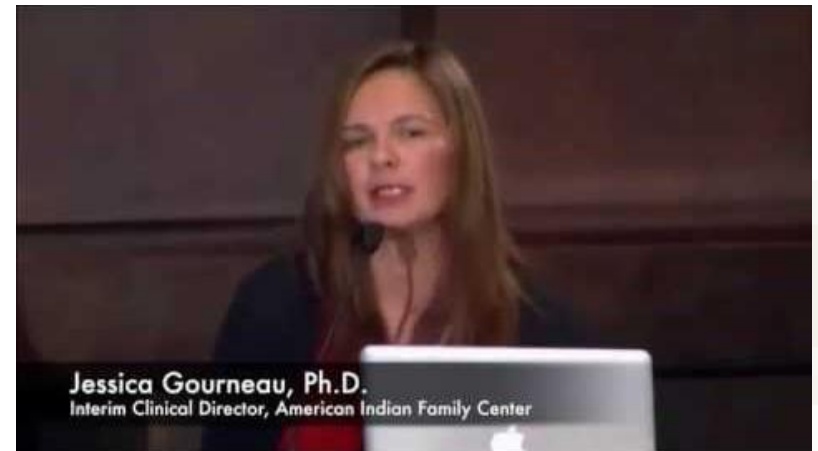 Jessica Gourneau, Ph.D.
Interim Clinical Director, American Indian Family Center